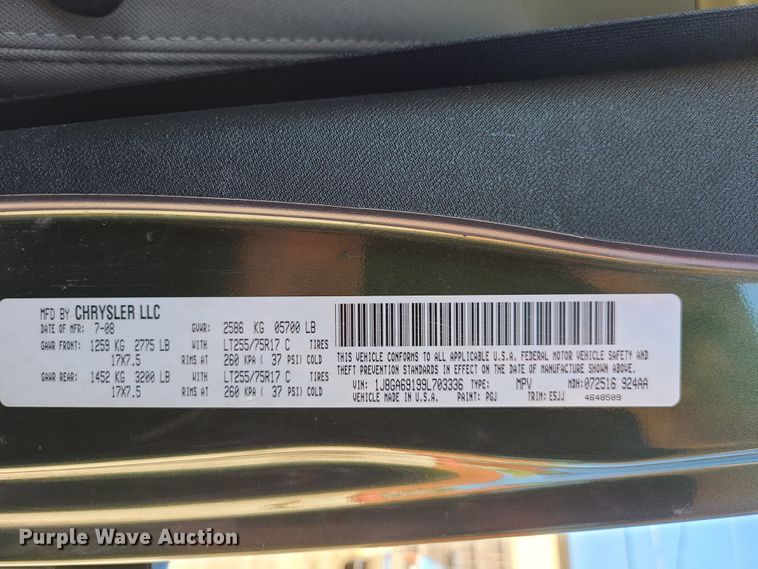 MFD BY CHRYSLER LLC
DATE OF MFR: 7-08 GVWR: 2586 KG 05700 LB
GAWR FRONT: 1259 KG 2775 LB WITH LT255/75R17 C TIRES
17X7.5 RIMS AT 260 KPA ( 37 PSI) COLD
GAWR REAR: 1452 KG 3200 LB WITH LT255/75R17 C TIRES
17X7.5 RIMS AT 260 KPA ( 37 PSI) COLD
THIS VEHICLE CONFORMS TO ALL APPLICABLE U.S.A. FEDERAL MOTOR VEHICLE SAFETY AND
THEFT PREVENTION STANDARDS IN EFFECT ON THE DATE OF MANUFACTURE SHOWN ABOVE.
VIN: 1J8GA69199L703336 TYPE: MPV MDH: 072516 924AA
VEHICLE MADE IN U.S.A. PAINT: PGJ TRIM: E5JJ 4648509
Purple Wave Auction